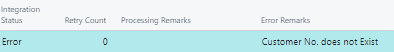 Integration
Status Retry Count Processing Remarks Error Remarks
Error 0 Customer No. does not Exist